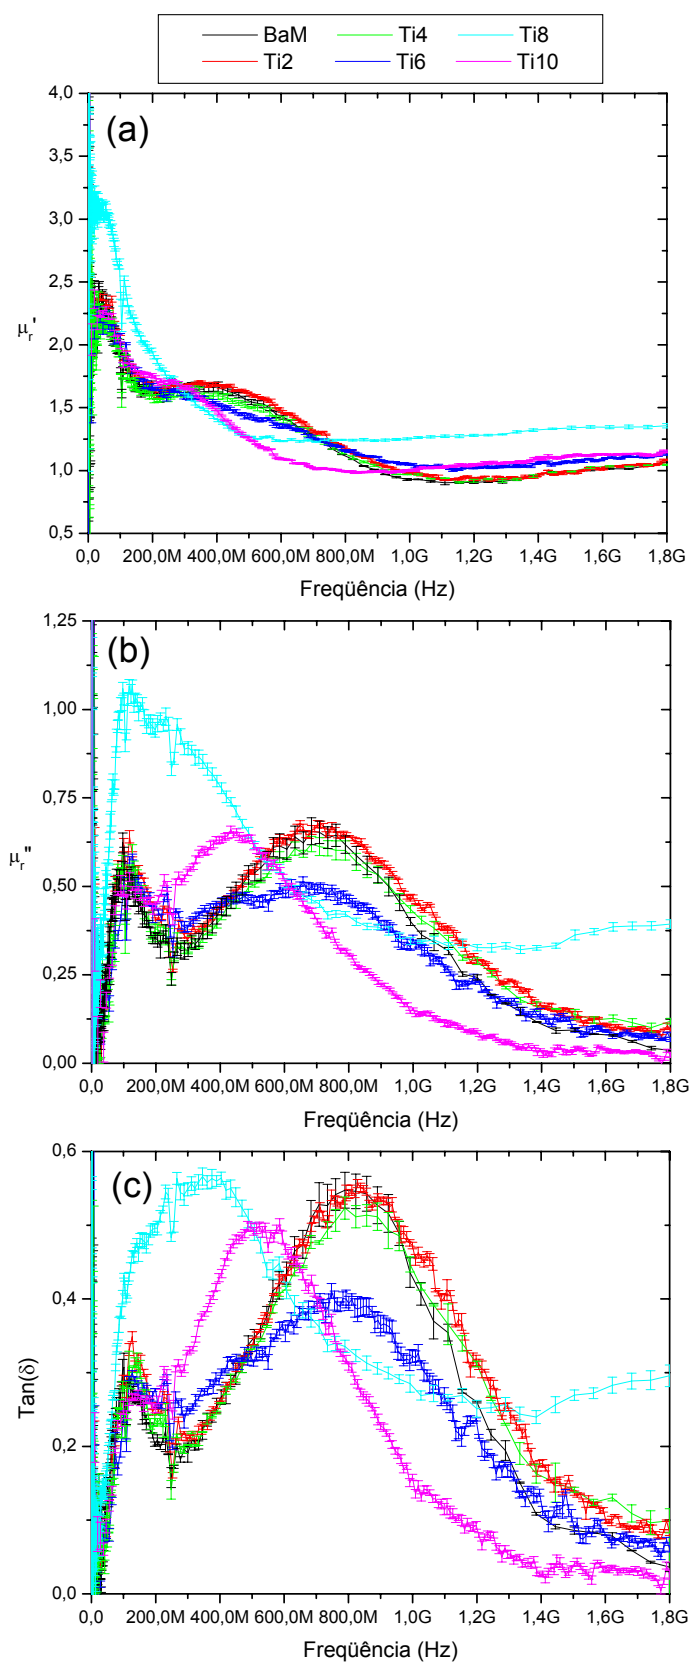 BaM Ti4 Ti8
Ti2 Ti6 Ti10
(a)
4,0
3,5
3,0
2,5
2,0
1,5
1,0
0,5
μr'
0,0 200,0M 400,0M 600,0M 800,0M 1,0G 1,2G 1,4G 1,6G 1,8G
Freqüência (Hz)
(b)
1,25
1,00
0,75
0,50
0,25
0,00
μr"
0,0 200,0M 400,0M 600,0M 800,0M 1,0G 1,2G 1,4G 1,6G 1,8G
Freqüência (Hz)
(c)
0,6
0,4
0,2
0,0
Tan(δ)
0,0 200,0M 400,0M 600,0M 800,0M 1,0G 1,2G 1,4G 1,6G 1,8G
Freqüência (Hz)